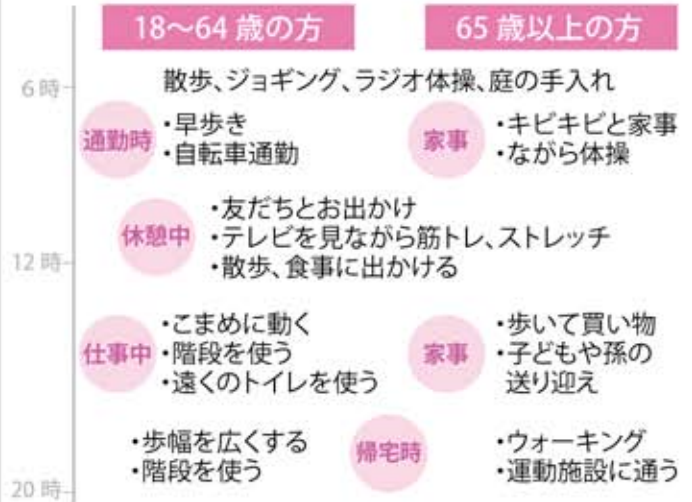 18〜64 歳の方
65 歳以上の方
6 時
散歩、ジョギング、ラジオ体操、庭の手入れ
通勤時
・早歩き
・自転車通勤
家事
・キビキビと家事
・ながら体操
休憩中
・友だちとお出かけ
・テレビを見ながら筋トレ、ストレッチ
・散歩、食事に出かける
12 時
仕事中
・こまめに動く
・階段を使う
・遠くのトイレを使う
家事
・歩いて買い物
・子どもや孫の
送り迎え
・歩幅を広くする
・階段を使う
帰宅時
・ウォーキング
・運動施設に通う
20 時